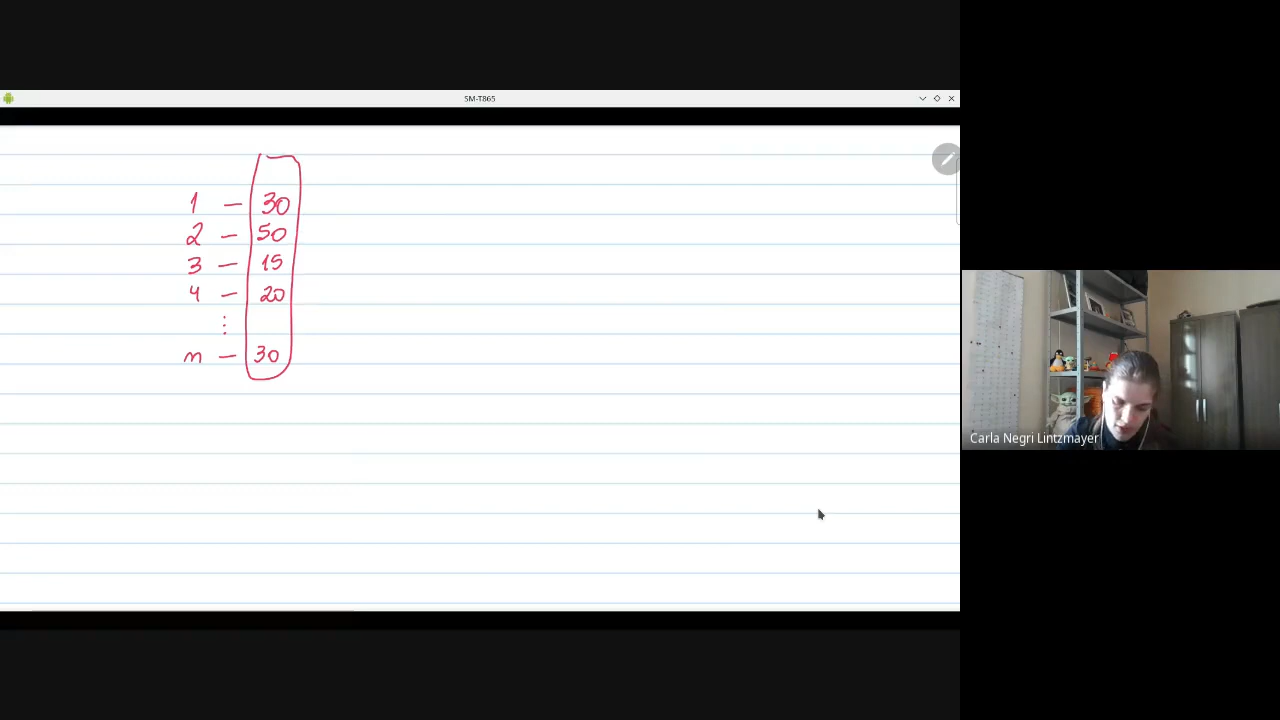 SM-T865
1 – 30
2 – 50
3 – 15
4 – 20
⋮
n – 30
Carla Negri Lintzmayer